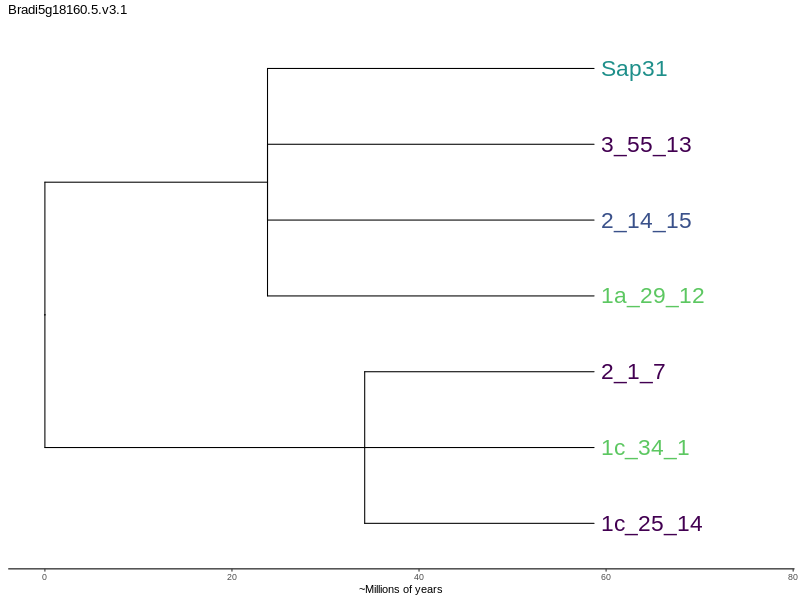 Bradi5g18160.5.v3.1
Sap31
3_55_13
2_14_15
1a_29_12
2_1_7
1c_34_1
1c_25_14
0 20 40 60 80
~Millions of years